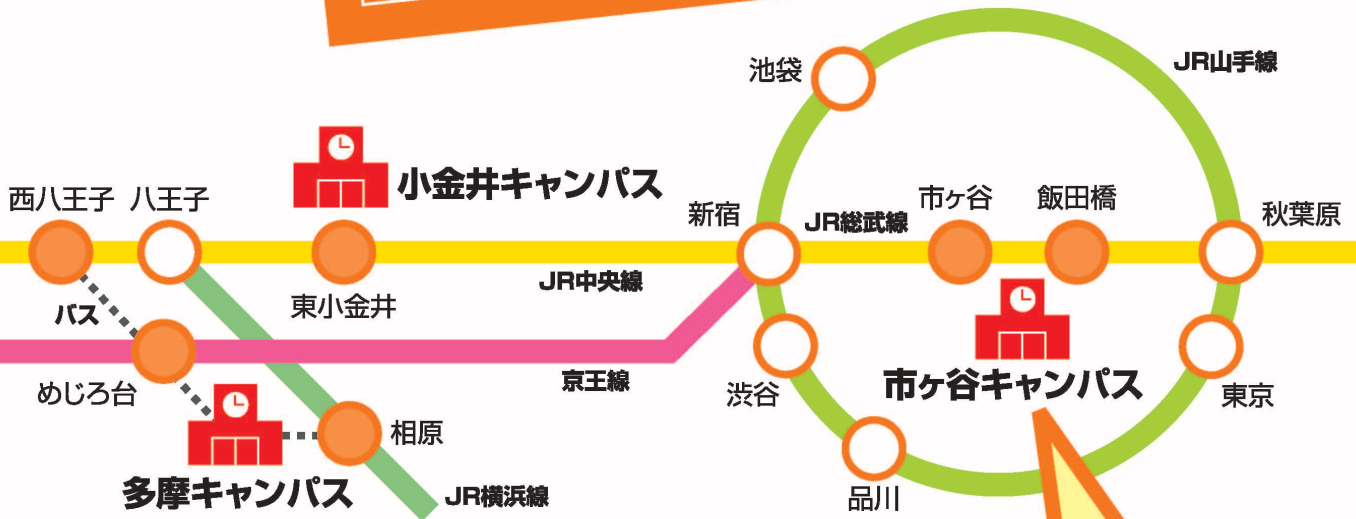 池袋
JR山手線
小金井キャンパス
西八王子
八王子
新宿
JR総武線
市ヶ谷
飯田橋
秋葉原
JR中央線
東小金井
バス
京王線
めじろ台
渋谷
市ヶ谷キャンパス
東京
相原
多摩キャンパス
JR横浜線
品川